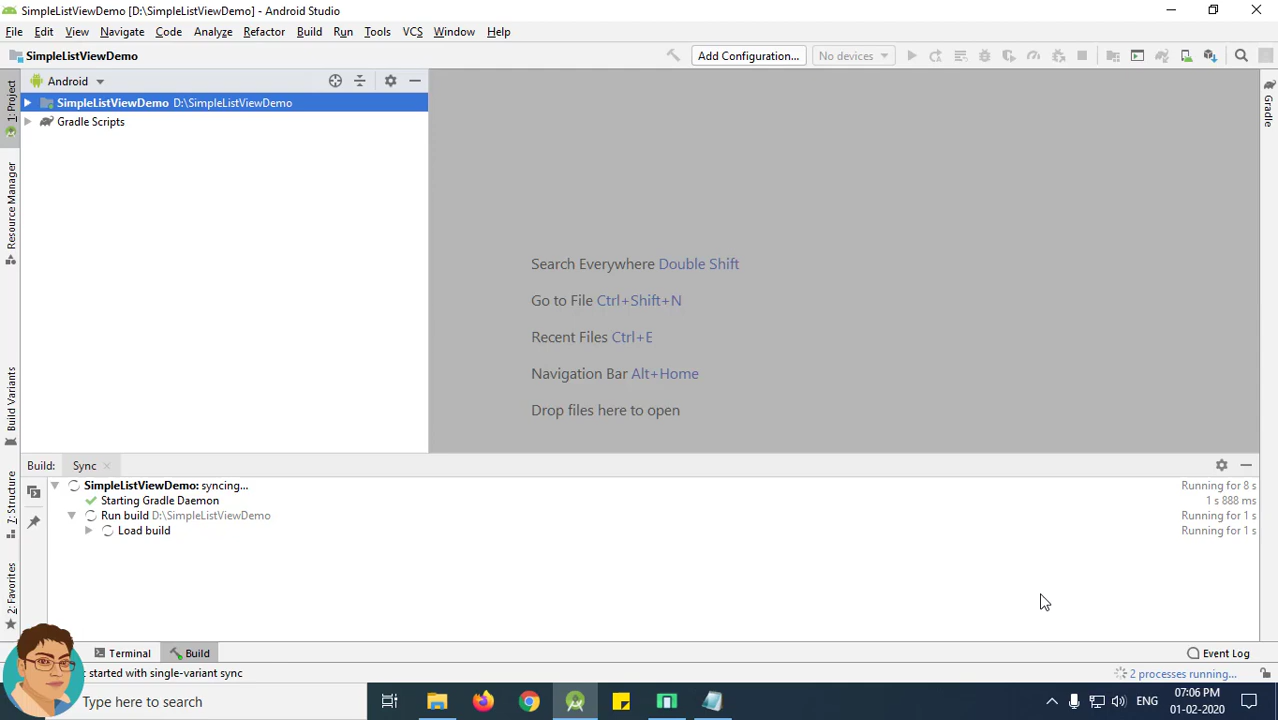 SimpleListViewDemo [D:\SimpleListViewDemo] - Android Studio
File Edit View Navigate Code Analyze Refactor Build Run Tools VCS Window Help
SimpleListViewDemo
Add Configuration...
No devices
1: Project
Resource Manager
Build Variants
7: Structure
2: Favorites
Android
SimpleListViewDemo D:\SimpleListViewDemo
Gradle Scripts
Search Everywhere Double Shift
Go to File Ctrl+Shift+N
Recent Files Ctrl+E
Navigation Bar Alt+Home
Drop files here to open
Gradle
Build: Sync
SimpleListViewDemo: syncing... Running for 8 s
Starting Gradle Daemon 1 s 888 ms
Run build D:\SimpleListViewDemo Running for 1 s
Load build Running for 1 s
Terminal Build Event Log
started with single-variant sync 2 processes running...
Type here to search
ENG
07:06 PM
01-02-2020